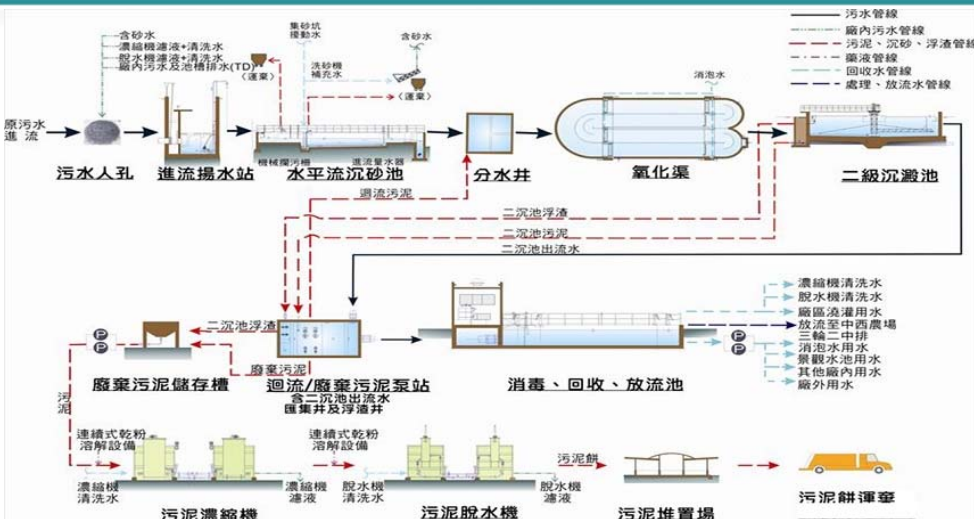 污水管線
廠內污水管線
污泥、沉砂、浮渣管線
藥液管線
回收水管線
處理、放流水管線
含砂水
濃縮機濾液+清洗水
脫水機濾液+清洗水
廠內污水及池槽排水(TD)
集砂坑
擾動水
含砂水
洗砂機
補充水
(運棄)
(運棄)
消泡水
原污水
進流
機械攔污柵
進流量水器
污水人孔
進流揚水站
水平流沉砂池
分水井
氧化渠
二級沉澱池
迴流污泥
二沉池浮渣
二沉池污泥
二沉池出流水
濃縮機清洗水
脫水機清洗水
廠區澆灌用水
放流至中西農場
三輪二中排
消泡水用水
景觀水池用水
其他廠內用水
廠外用水
P
P
P
P
二沉池浮渣
廢棄污泥
廢棄污泥儲存槽
迴流/廢棄污泥泵站
含二沉池出流水
匯集井及浮渣井
消毒、回收、放流池
污泥
連續式乾粉
溶解設備
連續式乾粉
溶解設備
濃縮機
清洗水
濃縮機
濾液
脫水機
清洗水
脫水機
濾液
污泥餅
污泥濃縮機
污泥脫水機
污泥堆置場
污泥餅運棄